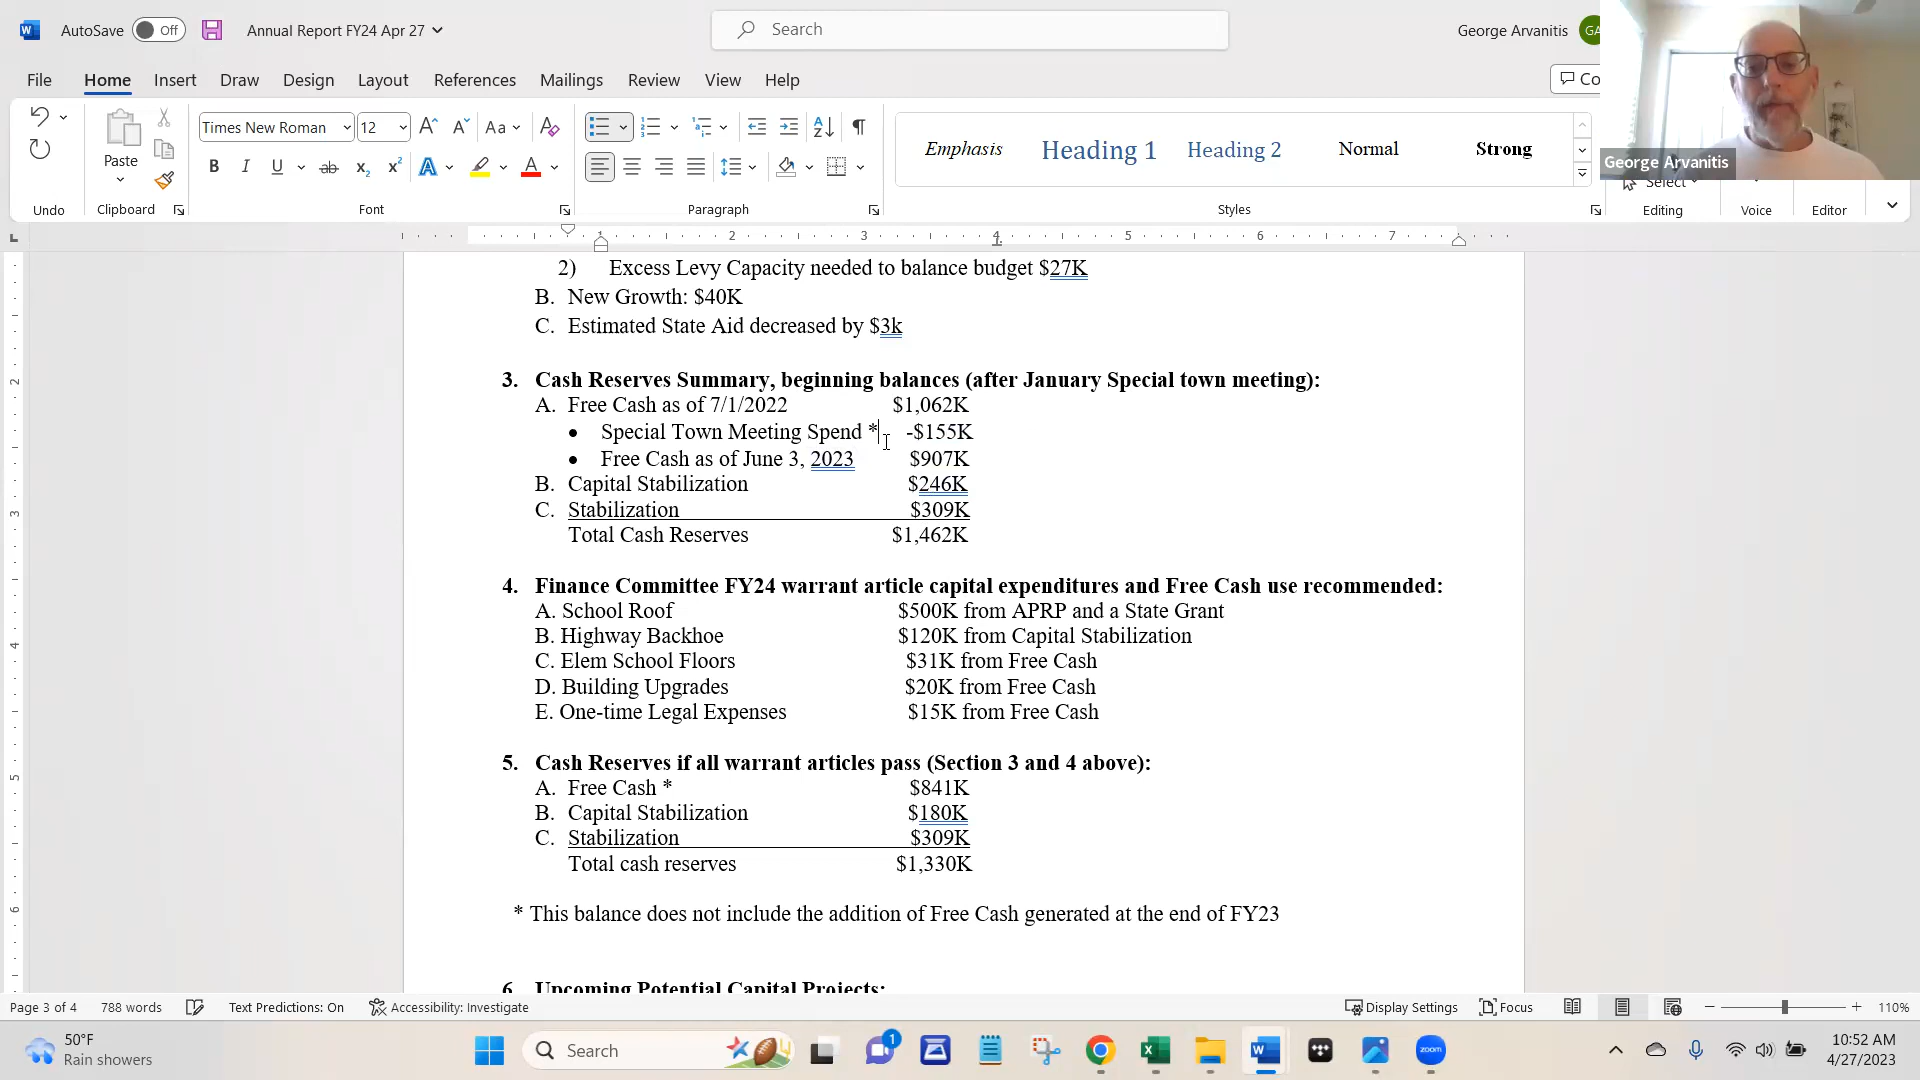 AutoSave Off Annual Report FY24 Apr 27 Search George Arvanitis GA
File Home Insert Draw Design Layout References Mailings Review View Help Co
Times New Roman 12 Aa Emphasis Heading 1 Heading 2 Normal Strong
Paste
George Arvanitis
Select
Undo Clipboard Font Paragraph Styles Editing Voice Editor
2) Excess Levy Capacity needed to balance budget $27K
B. New Growth: $40K
C. Estimated State Aid decreased by $3k
3. Cash Reserves Summary, beginning balances (after January Special town meeting):
A. Free Cash as of 7/1/2022 $1,062K
• Special Town Meeting Spend * -$155K
• Free Cash as of June 3, 2023 $907K
B. Capital Stabilization $246K
C. Stabilization $309K
Total Cash Reserves $1,462K
4. Finance Committee FY24 warrant article capital expenditures and Free Cash use recommended:
A. School Roof $500K from APRP and a State Grant
B. Highway Backhoe $120K from Capital Stabilization
C. Elem School Floors $31K from Free Cash
D. Building Upgrades $20K from Free Cash
E. One-time Legal Expenses $15K from Free Cash
5. Cash Reserves if all warrant articles pass (Section 3 and 4 above):
A. Free Cash * $841K
B. Capital Stabilization $180K
C. Stabilization $309K
Total cash reserves $1,330K
* This balance does not include the addition of Free Cash generated at the end of FY23
6. Upcoming Potential Capital Projects:
Page 3 of 4 788 words Text Predictions: On Accessibility: Investigate Display Settings Focus 110%
50°F
Rain showers
Search
1
zoom
10:52 AM
4/27/2023